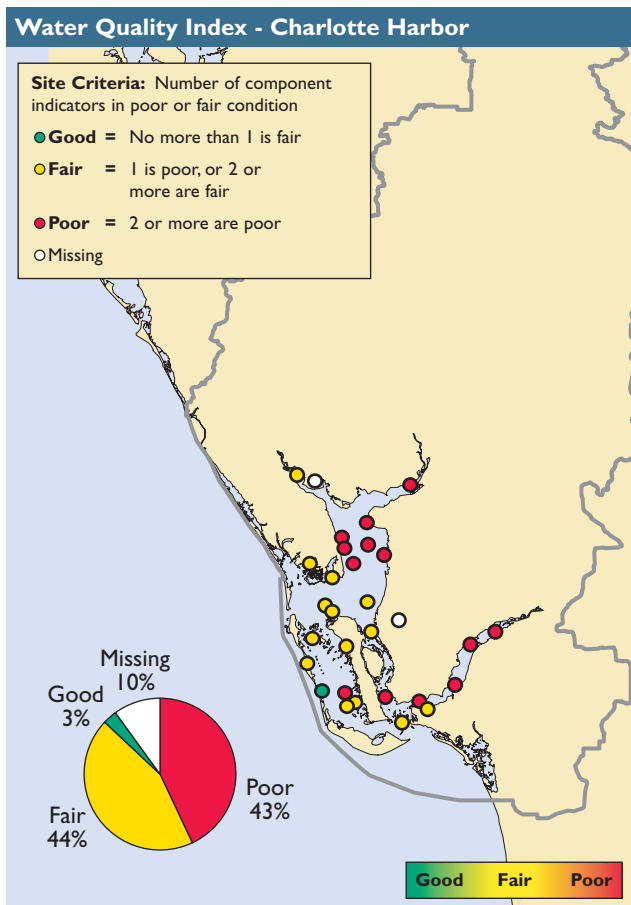 Water Quality Index - Charlotte Harbor
Site Criteria: Number of component
indicators in poor or fair condition
Good = No more than 1 is fair
Fair = 1 is poor, or 2 or
more are fair
Poor = 2 or more are poor
Missing
Missing
10%
Good
3%
Poor
43%
Fair
44%
Good Fair Poor